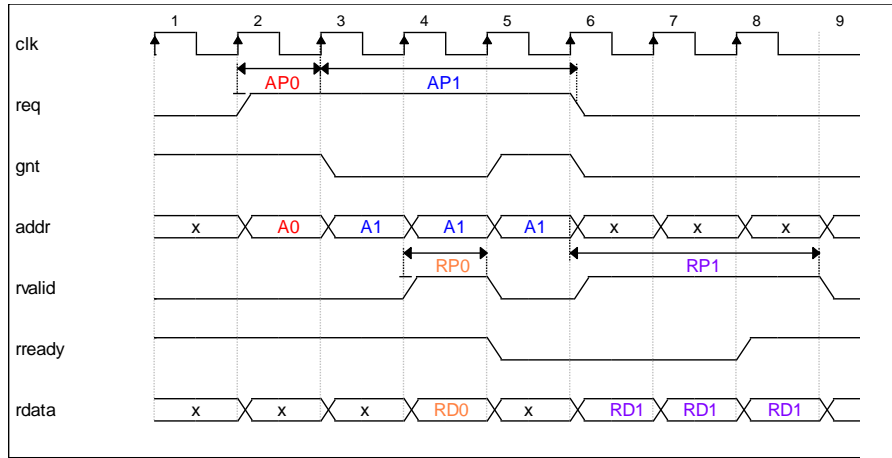 1 2 3 4 5 6 7 8 9
clk
AP0 AP1
req
gnt
addr x A0 A1 A1 A1 x x x
RP0 RP1
rvalid
rready
rdata x x x RD0 x RD1 RD1 RD1